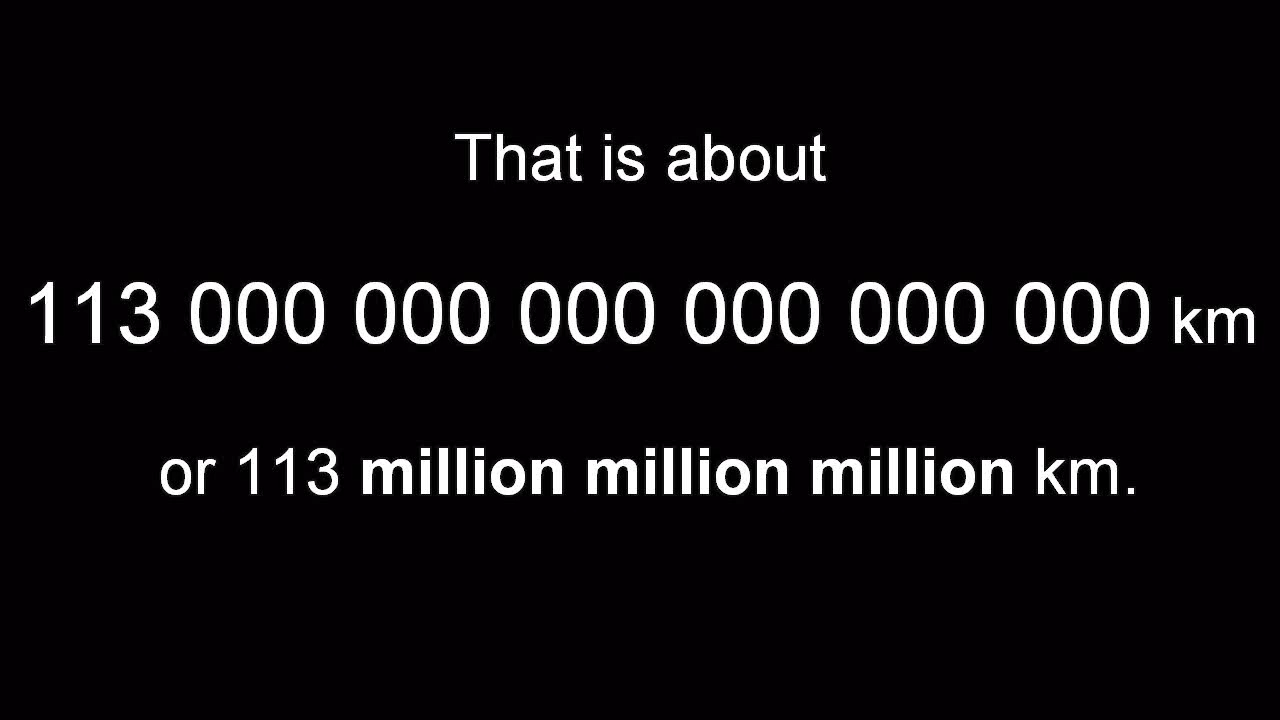 That is about
113 000 000 000 000 000 000 km
or 113 million million million km.